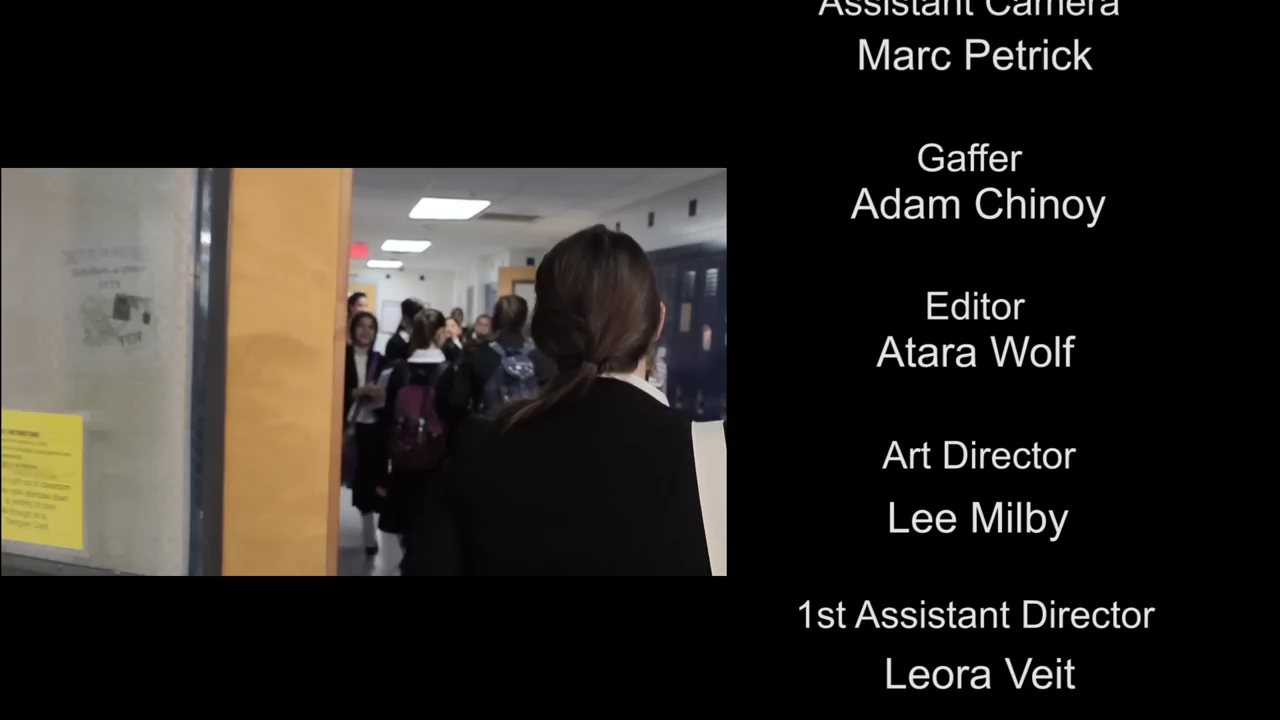 Assistant Camera
Marc Petrick
Gaffer
Adam Chinoy
Editor
Atara Wolf
Art Director
Lee Milby
1st Assistant Director
Leora Veit